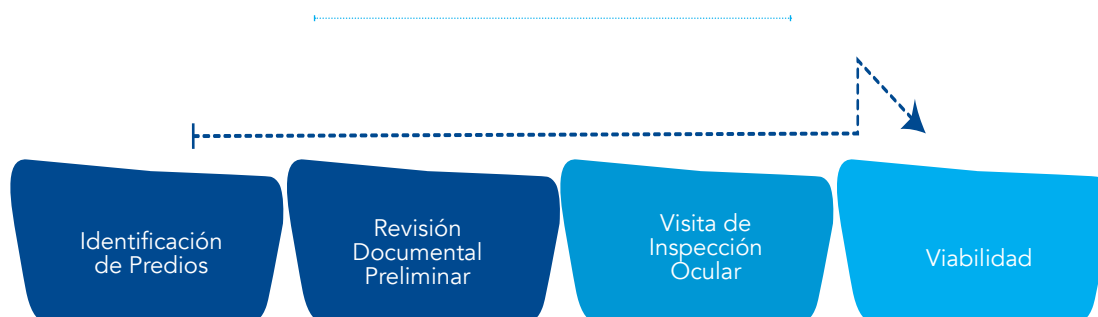 Identificación
de Predios
Revisión
Documental
Preliminar
Visita de
Inspección
Ocular
Viabilidad